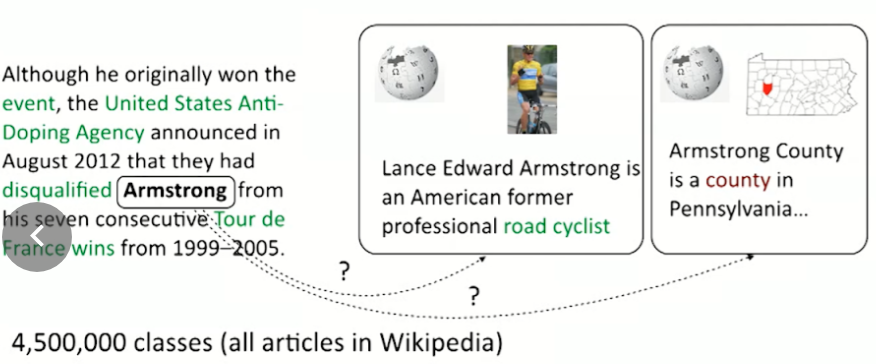 Although he originally won the
event, the United States Anti-
Doping Agency announced in
August 2012 that they had
disqualified Armstrong from
his seven consecutive Tour de
France wins from 1999–2005.
Lance Edward Armstrong is
an American former
professional road cyclist
Armstrong County
is a county in
Pennsylvania...
?
?
4,500,000 classes (all articles in Wikipedia)